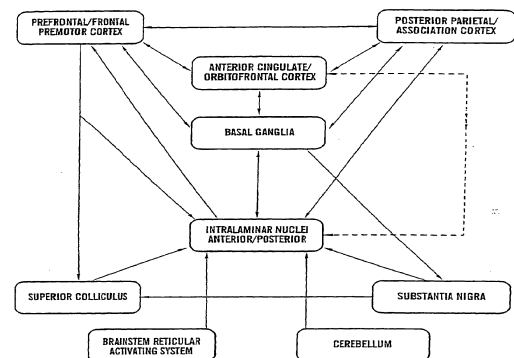 PREFRONTAL/FRONTAL
PREMOTOR CORTEX
POSTERIOR PARIETAL/
ASSOCIATION CORTEX
ANTERIOR CINGULATE/
ORBITOFRONTAL CORTEX
BASAL GANGLIA
INTRALAMINAR NUCLEI
ANTERIOR/POSTERIOR
SUPERIOR COLLICULUS
SUBSTANTIA NIGRA
BRAINSTEM RETICULAR
ACTIVATING SYSTEM
CEREBELLUM